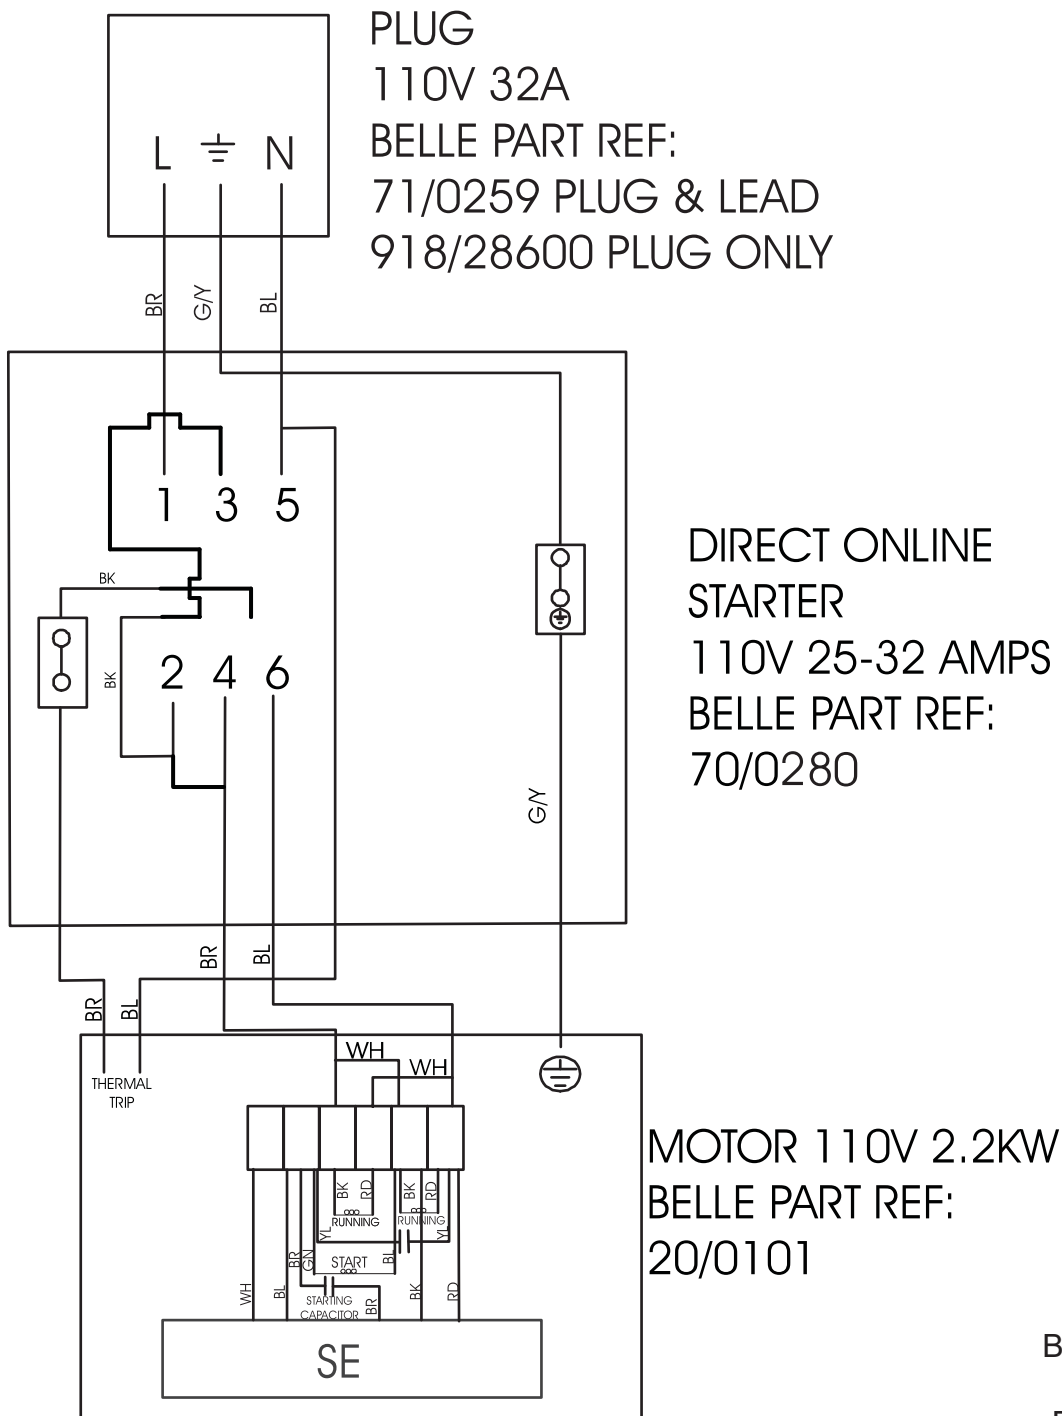 PLUG
110V 32A
BELLE PART REF:
71/0259 PLUG & LEAD
918/28600 PLUG ONLY
L N
BR G/Y BL
1 3 5
BK
BK
2 4 6
DIRECT ONLINE
STARTER
110V 25-32 AMPS
BELLE PART REF:
70/0280
G/Y
BR BL
BR BL
THERMAL
TRIP
WH
WH
MOTOR 110V 2.2KW
BELLE PART REF:
20/0101
BK RD BK RD
RUNNING RUNNING
YL YL
BR GN START BL
WH BL STARTING BR BK RD
CAPACITOR
SE
B